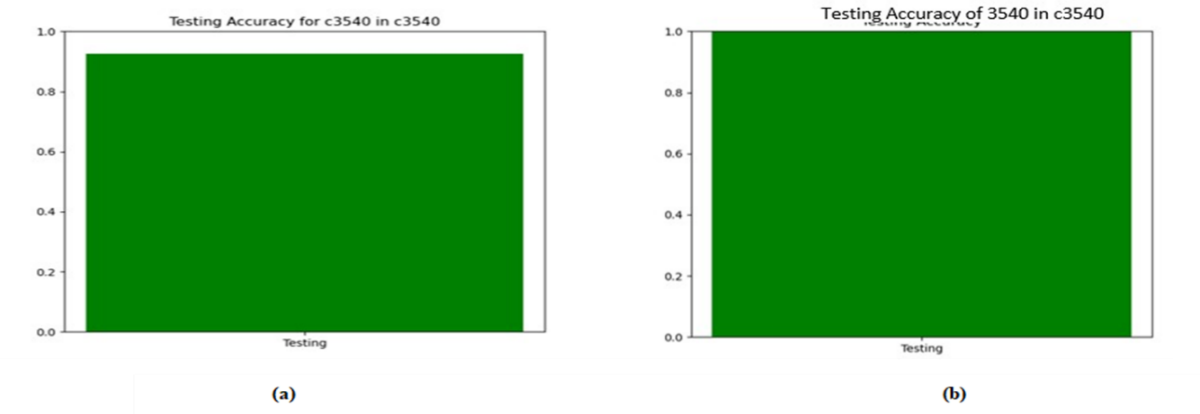 Testing Accuracy for c3540 in c3540
1.0
0.8
0.6
0.4
0.2
0.0
Testing
(a)
Testing Accuracy of 3540 in c3540
Testing Accuracy
1.0
0.8
0.6
0.4
0.2
0.0
Testing
(b)